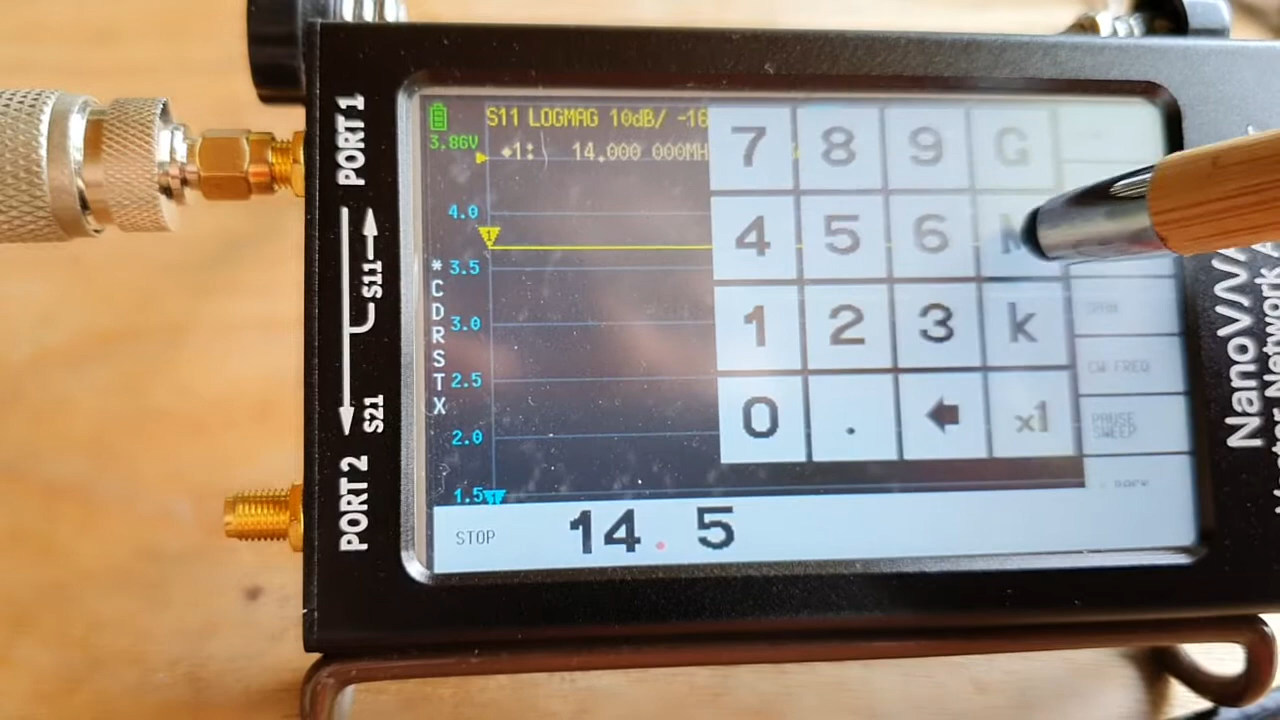 PORT 1
S11
S21
PORT 2
3.86V
S11 LOGMAG 10dB/ -16
1: 14.000 000MH
4.0
3.5
3.0
2.5
2.0
1.5
*
C
D
R
S
T
X
1
1
7 8 9 G
4 5 6 M
1 2 3 k
0 . x1
CW FREQ
PAUSE
SWEEP
STOP 14. 5